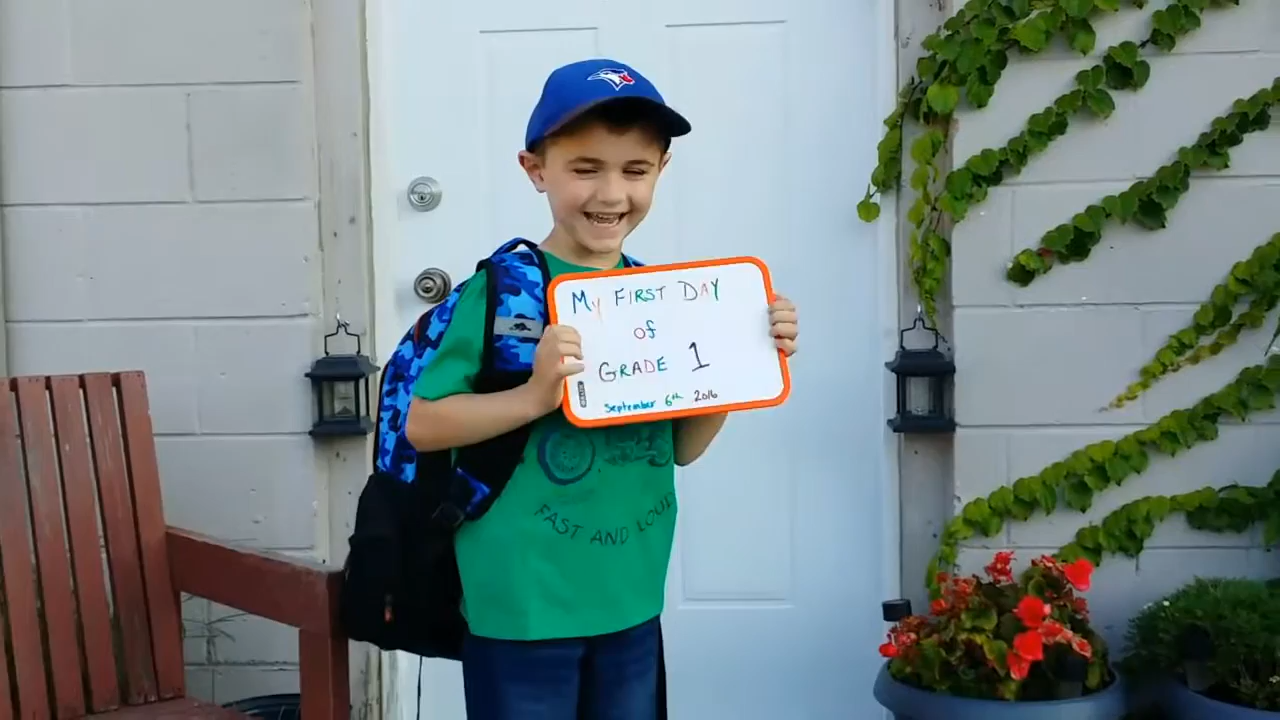 My FIRST DAY
of
GRADE 1
September 6th 2016
FAST AND LOUD